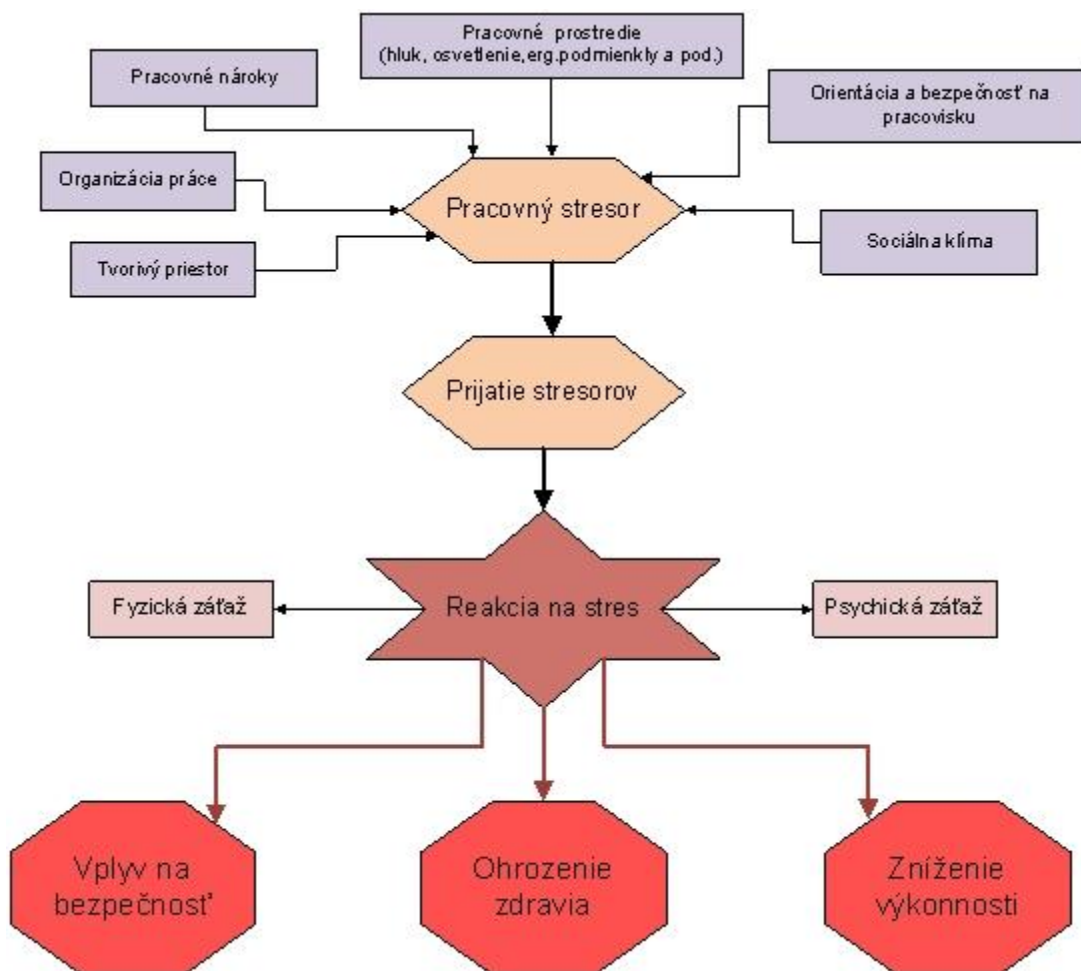 Pracovné prostredie
(hluk, osvetlenie,erg.podmienkly a pod.)
Pracovné nároky
Orientácia a bezpečnosť na
pracovisku
Organizácia práce
Pracovný stresor
Sociálna klíma
Tvorivý priestor
Prijatie stresorov
Fyzická záťaž
Reakcia na stres
Psychická záťaž
Vplyv na
bezpečnosť
Ohrozenie
zdravia
Zníženie
výkonnosti